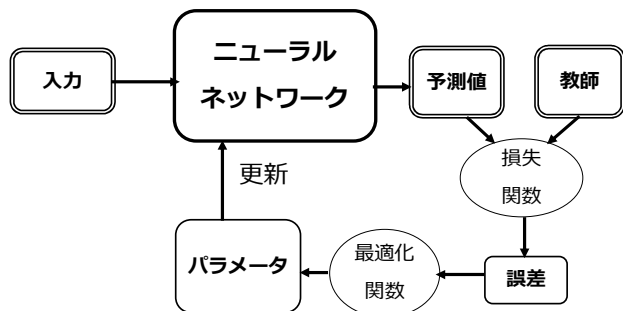 ニューラル
ネットワーク
入力
予測値
教師
損失
関数
更新
パラメータ
最適化
関数
誤差